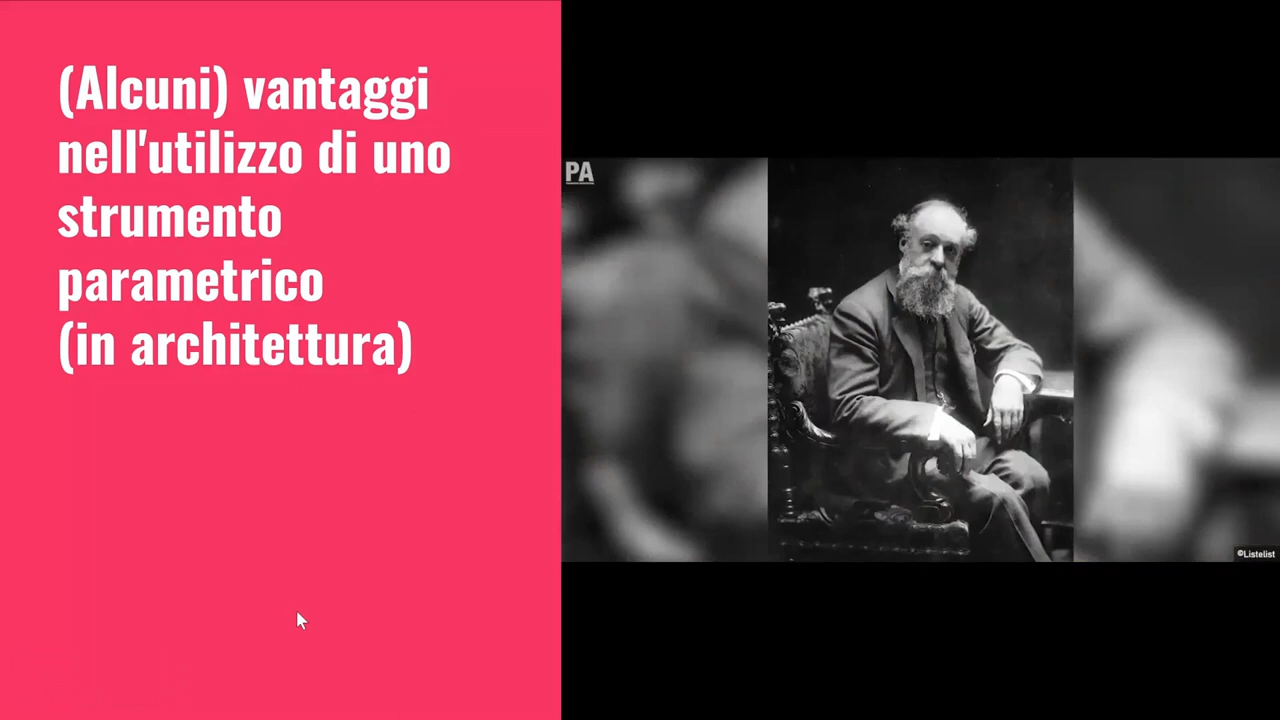 (Alcuni) vantaggi
nell'utilizzo di uno
strumento
parametrico
(in architettura)
PA
©Listelist